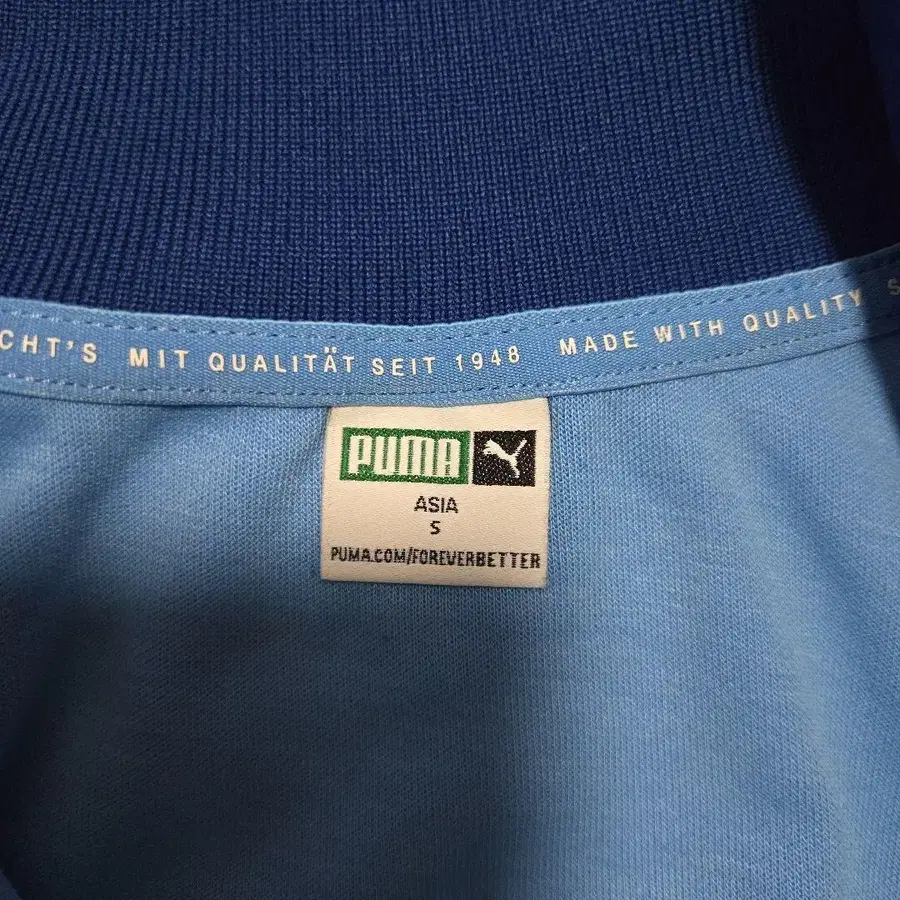 CHT'S MIT QUALITÄT SEIT 1948 MADE WITH QUALITY S
PUMA
ASIA
S
PUMA.COM/FOREVERBETTER